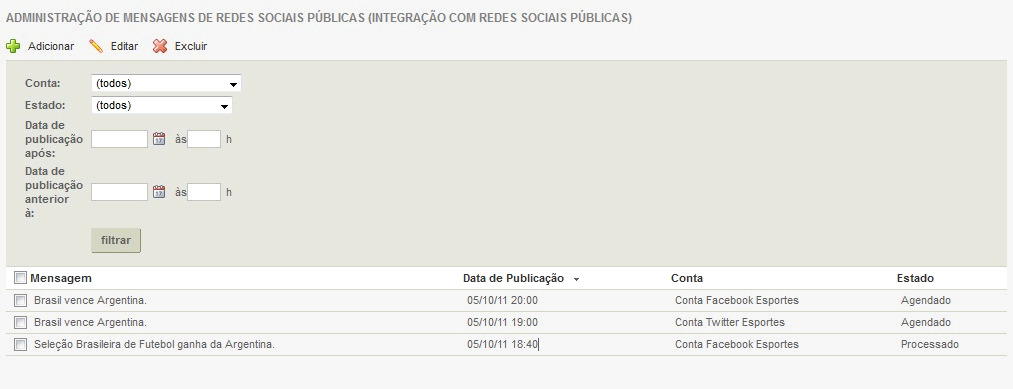 ADMINISTRAÇÃO DE MENSAGENS DE REDES SOCIAIS PÚBLICAS (INTEGRAÇÃO COM REDES SOCIAIS PÚBLICAS)
Adicionar Editar Excluir
Conta: (todos)
Estado: (todos)
Data de
publicação
após: às h
Data de
publicação
anterior
à: às h
filtrar
Mensagem Data de Publicação Conta Estado
Brasil vence Argentina. 05/10/11 20:00 Conta Facebook Esportes Agendado
Brasil vence Argentina. 05/10/11 19:00 Conta Twitter Esportes Agendado
Seleção Brasileira de Futebol ganha da Argentina. 05/10/11 18:40 Conta Facebook Esportes Processado